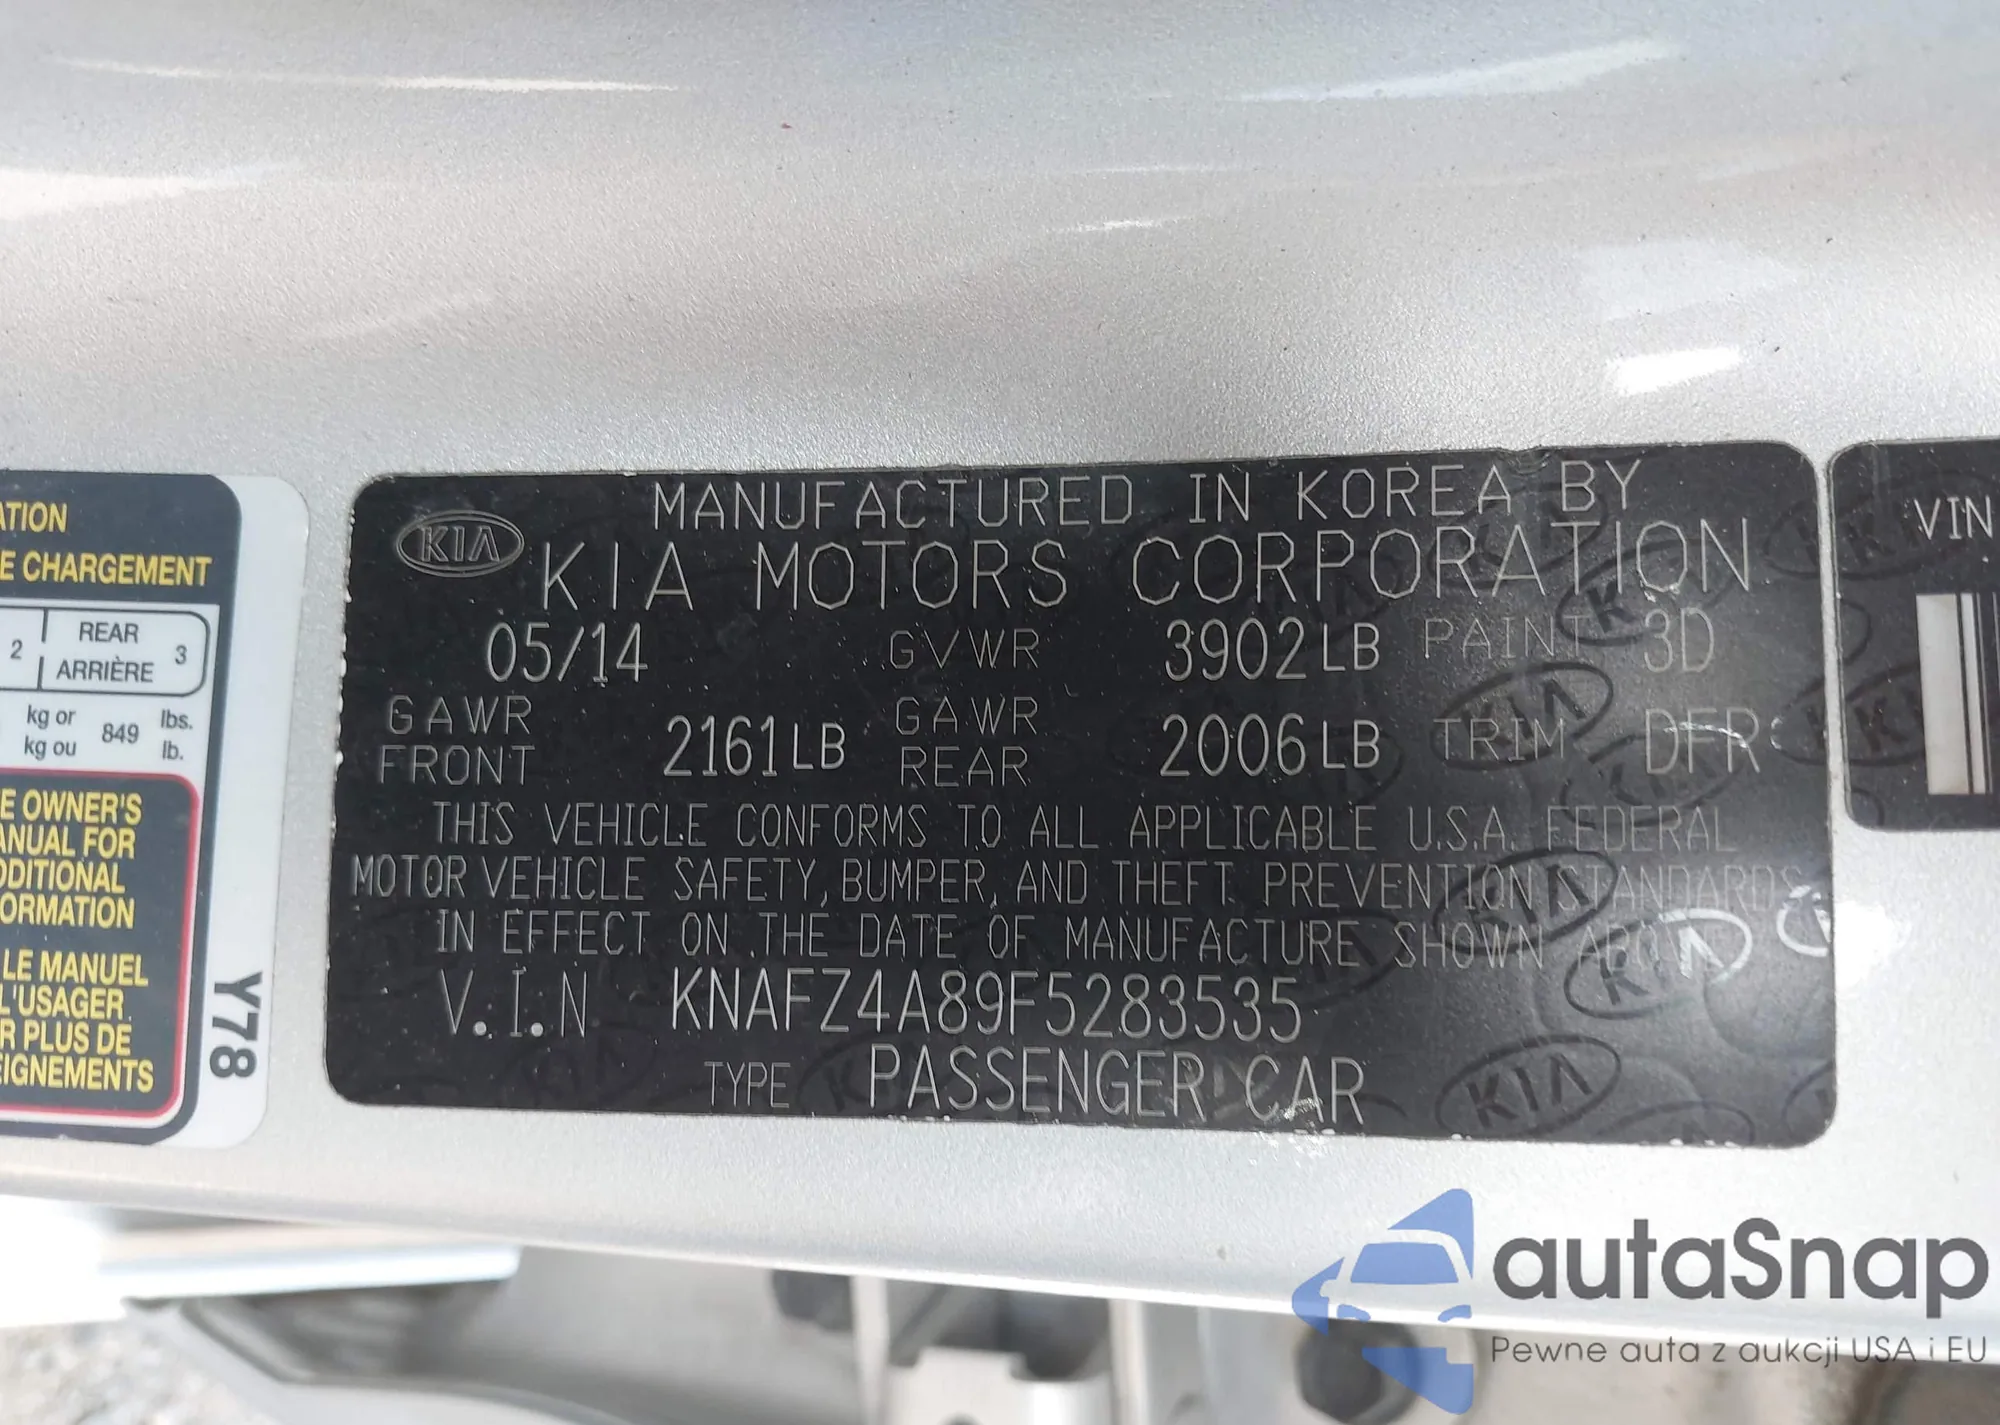 ATION
E CHARGEMENT
2 REAR 3
ARRIÈRE
kg or 849 lbs.
kg ou lb.
E OWNER'S
ANUAL FOR
DDITIONAL
ORMATION
LE MANUEL
L'USAGER
R PLUS DE
EIGNEMENTS
Y78
MANUFACTURED IN KOREA BY
KIA KIA MOTORS CORPORATION
05/14 GVWR 3902LB PAINT 3D
GAWR FRONT 2161LB GAWR REAR 2006LB TRIM DFR
THIS VEHICLE CONFORMS TO ALL APPLICABLE U.S.A. FEDERAL
MOTOR VEHICLE SAFETY, BUMPER, AND THEFT PREVENTION STANDARDS
IN EFFECT ON THE DATE OF MANUFACTURE SHOWN ABOVE
V.I.N KNAFZ4A89F5283535
TYPE PASSENGER CAR
VIN
autaSnap
Pewne auta z aukcji USA i EU